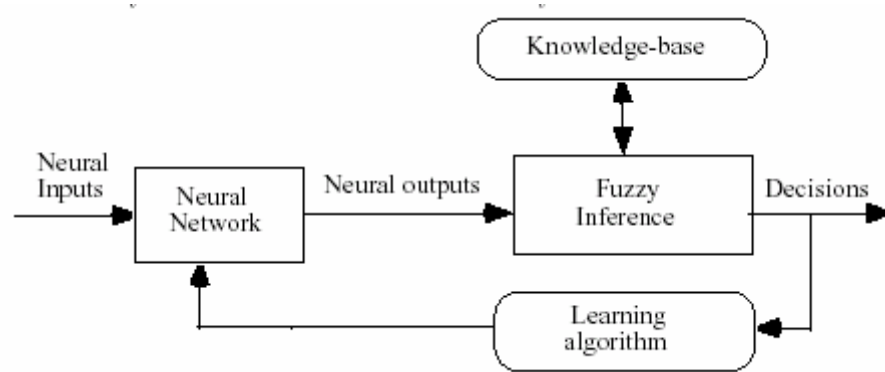 Knowledge-base
Neural
Inputs
Neural
Network
Neural outputs
Fuzzy
Inference
Decisions
Learning
algorithm